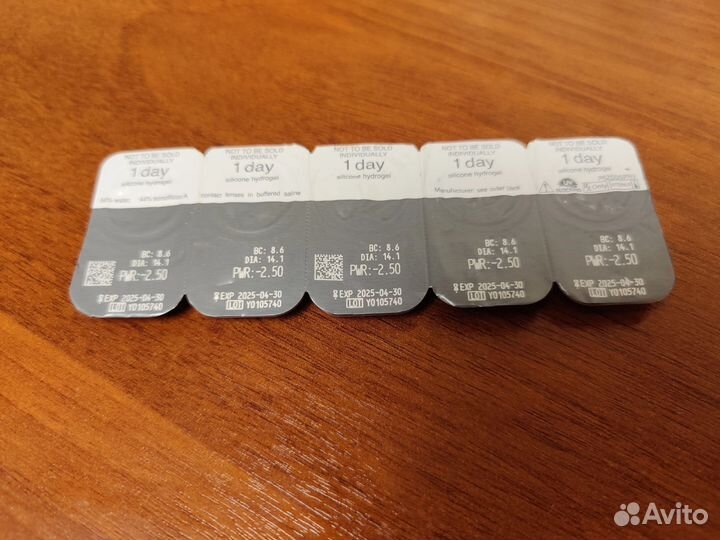 NOT TO BE SOLD
INDIVIDUALLY
1 day
silicone hydrogel
BC: 8.6
DIA: 14.1
PWR:-2.50
EXP 2025-04-30
LOT Y0105740
NOT TO BE SOLD
INDIVIDUALLY
1 day
silicone hydrogel
contact lenses in buffered saline
BC: 8.6
DIA: 14.1
PWR:-2.50
EXP 2025-04-30
LOT Y0105740
NOT TO BE SOLD
INDIVIDUALLY
1 day
silicone hydrogel
BC: 8.6
DIA: 14.1
PWR:-2.50
EXP 2025-04-30
LOT Y0105740
NOT TO BE SOLD
INDIVIDUALLY
1 day
silicone hydrogel
Manufacturer: see outer
BC: 8.6
DIA: 14.1
PWR:-2.50
EXP 2025-04-30
LOT Y0105740
NOT TO BE SOLD
INDIVIDUALLY
1 day
silicone hydrogel
BC: 8.6
DIA: 14.1
PWR:-2.50
EXP 2025-04-30
LOT Y0105740
Avito